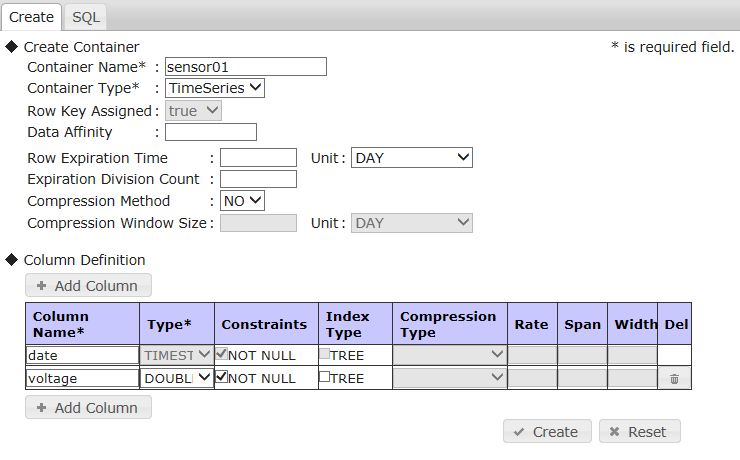 Create SQL
◆ Create Container * is required field.
Container Name* : sensor01
Container Type* : TimeSeries
Row Key Assigned : true
Data Affinity :
Row Expiration Time : Unit : DAY
Expiration Division Count :
Compression Method : NO
Compression Window Size : Unit : DAY
◆ Column Definition
+ Add Column
Column Name* Type* Constraints Index Type Compression Type Rate Span Width Del
date TIMEST NOT NULL TREE
voltage DOUBL NOT NULL TREE
+ Add Column
✔ Create ✖ Reset